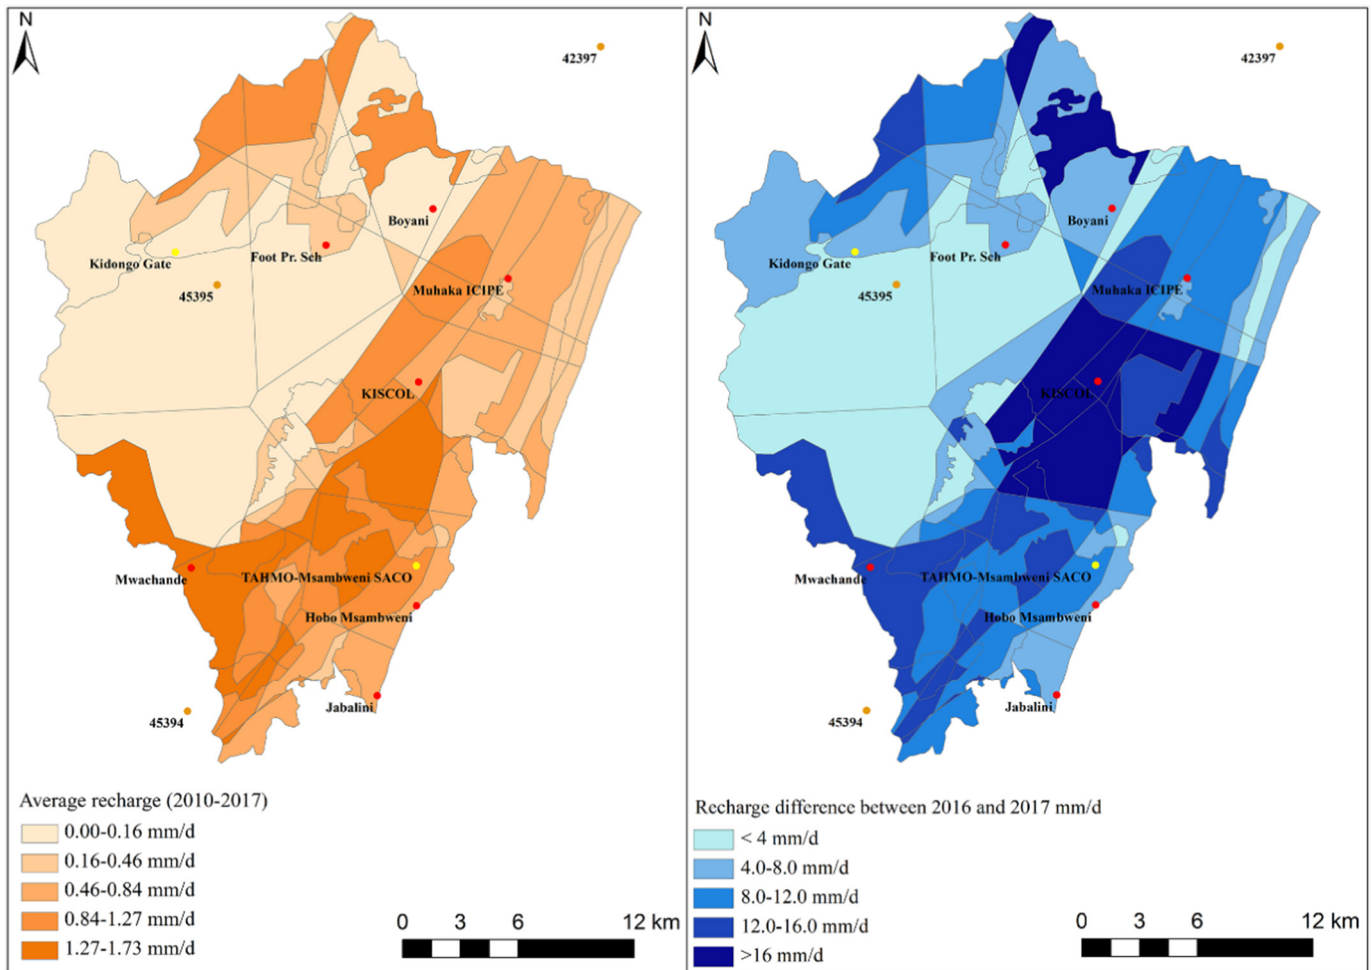 N
42397
Boyani
Kidongo Gate
Foot Pr. Sch
45395
Muhaka ICIPE
KISCOL
Mwachande
TAHMO-Msambweni SACO
Hobo Msambweni
Jabalini
45394
Average recharge (2010-2017)
0.00-0.16 mm/d
0.16-0.46 mm/d
0.46-0.84 mm/d
0.84-1.27 mm/d
1.27-1.73 mm/d
0 3 6 12 km
N
42397
Boyani
Kidongo Gate
Foot Pr. Sch
45395
Muhaka ICIPE
KISCOL
Mwachande
TAHMO-Msambweni SACO
Hobo Msambweni
Jabalini
45394
Recharge difference between 2016 and 2017 mm/d
< 4 mm/d
4.0-8.0 mm/d
8.0-12.0 mm/d
12.0-16.0 mm/d
>16 mm/d
0 3 6 12 km